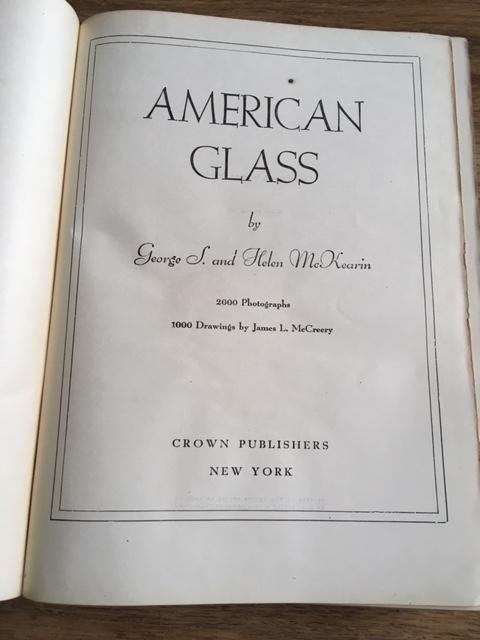 AMERICAN
GLASS
by
George S. and Helen McKearin
2000 Photographs
1000 Drawings by James L. McCreery
CROWN PUBLISHERS
NEW YORK